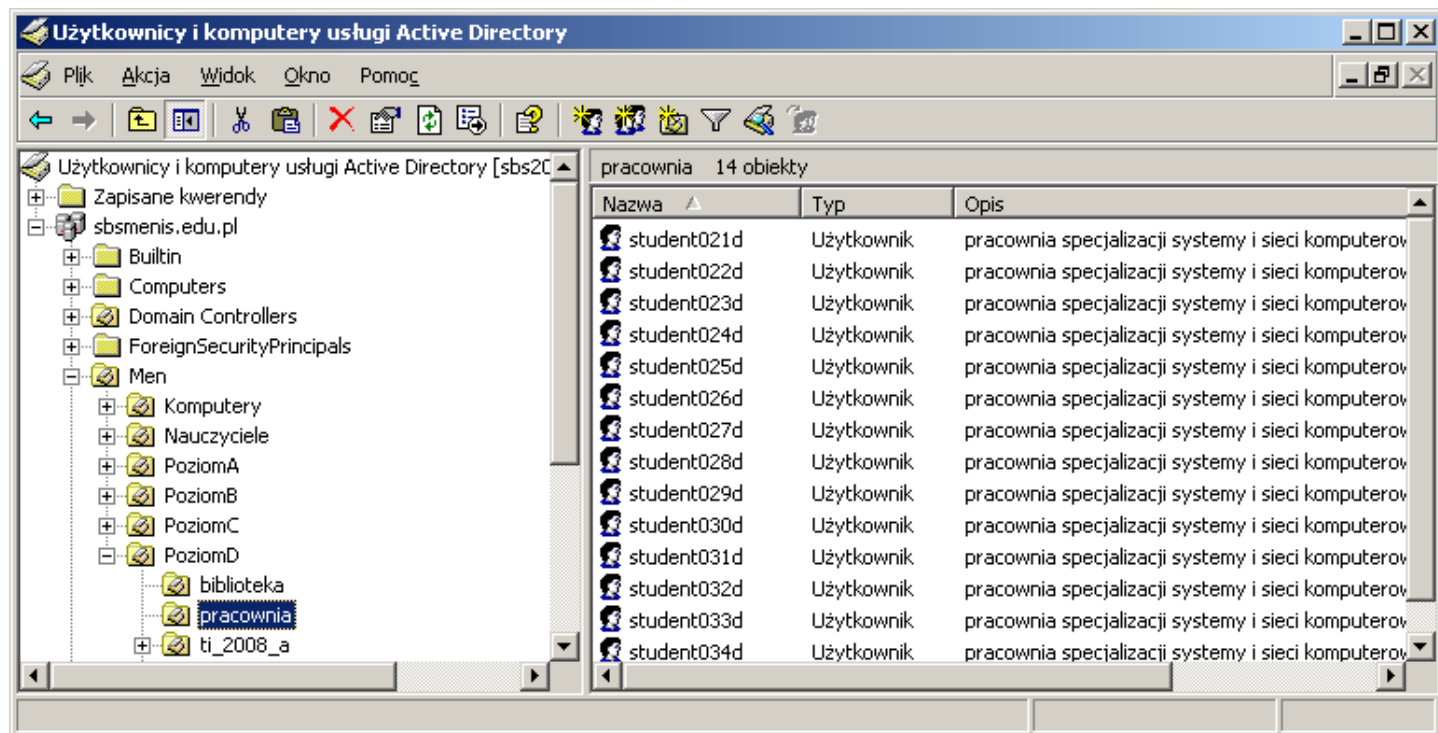 Użytkownicy i komputery usługi Active Directory
Plik Akcja Widok Okno Pomoc
Użytkownicy i komputery usługi Active Directory [sbs20
Zapisane kwerendy
sbsmenis.edu.pl
Builtin
Computers
Domain Controllers
ForeignSecurityPrincipals
Men
Komputery
Nauczyciele
PoziomA
PoziomB
PoziomC
PoziomD
biblioteka
pracownia
ti_2008_a
pracownia 14 obiekty
Nazwa Typ Opis
student021d Użytkownik pracownia specjalizacji systemy i sieci komputerow
student022d Użytkownik pracownia specjalizacji systemy i sieci komputerow
student023d Użytkownik pracownia specjalizacji systemy i sieci komputerow
student024d Użytkownik pracownia specjalizacji systemy i sieci komputerow
student025d Użytkownik pracownia specjalizacji systemy i sieci komputerow
student026d Użytkownik pracownia specjalizacji systemy i sieci komputerow
student027d Użytkownik pracownia specjalizacji systemy i sieci komputerow
student028d Użytkownik pracownia specjalizacji systemy i sieci komputerow
student029d Użytkownik pracownia specjalizacji systemy i sieci komputerow
student030d Użytkownik pracownia specjalizacji systemy i sieci komputerow
student031d Użytkownik pracownia specjalizacji systemy i sieci komputerow
student032d Użytkownik pracownia specjalizacji systemy i sieci komputerow
student033d Użytkownik pracownia specjalizacji systemy i sieci komputerow
student034d Użytkownik pracownia specjalizacji systemy i sieci komputerow